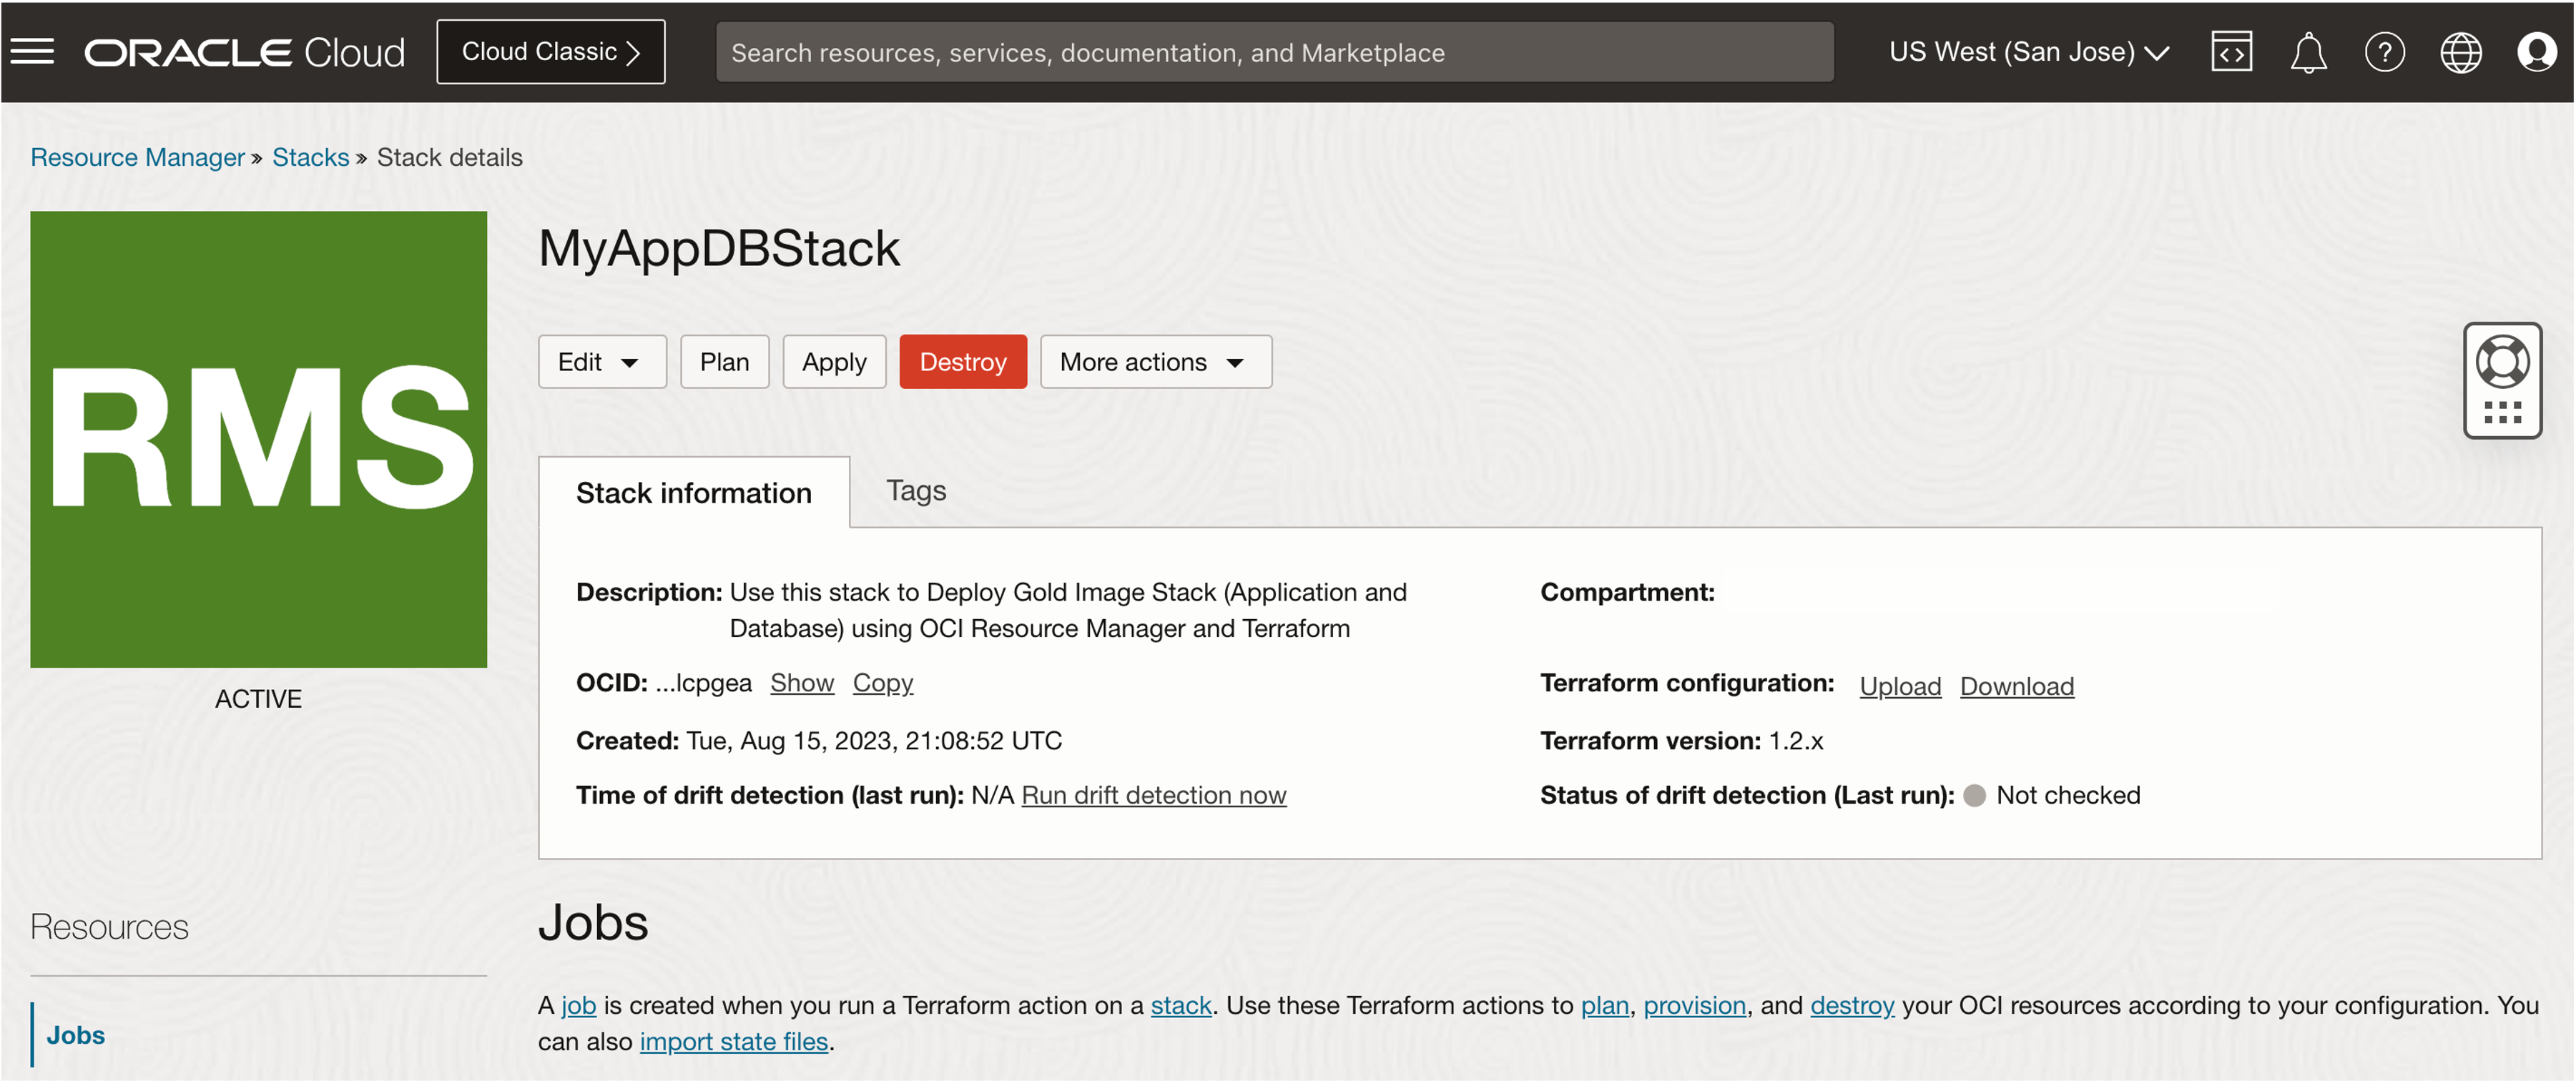 ORACLE Cloud
Cloud Classic
Search resources, services, documentation, and Marketplace
US West (San Jose)
Resource Manager » Stacks » Stack details
RMS
ACTIVE
MyAppDBStack
Edit
Plan
Apply
Destroy
More actions
Stack information
Tags
Description: Use this stack to Deploy Gold Image Stack (Application and
Database) using OCI Resource Manager and Terraform
Compartment:
OCID: ...lcpgea Show Copy
Terraform configuration: Upload Download
Created: Tue, Aug 15, 2023, 21:08:52 UTC
Terraform version: 1.2.x
Time of drift detection (last run): N/A Run drift detection now
Status of drift detection (Last run): Not checked
Resources
Jobs
Jobs
A job is created when you run a Terraform action on a stack. Use these Terraform actions to plan, provision, and destroy your OCI resources according to your configuration. You
can also import state files.